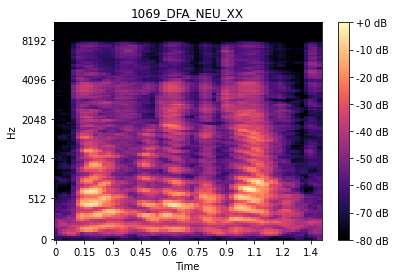 1069_DFA_NEU_XX
+0 dB
8192
-10 dB
4096
-20 dB
-30 dB
2048
Hz
-40 dB
1024
-50 dB
512
-60 dB
-70 dB
0
-80 dB
0 0.15 0.3 0.45 0.6 0.75 0.9 1.1 1.2 1.4
Time